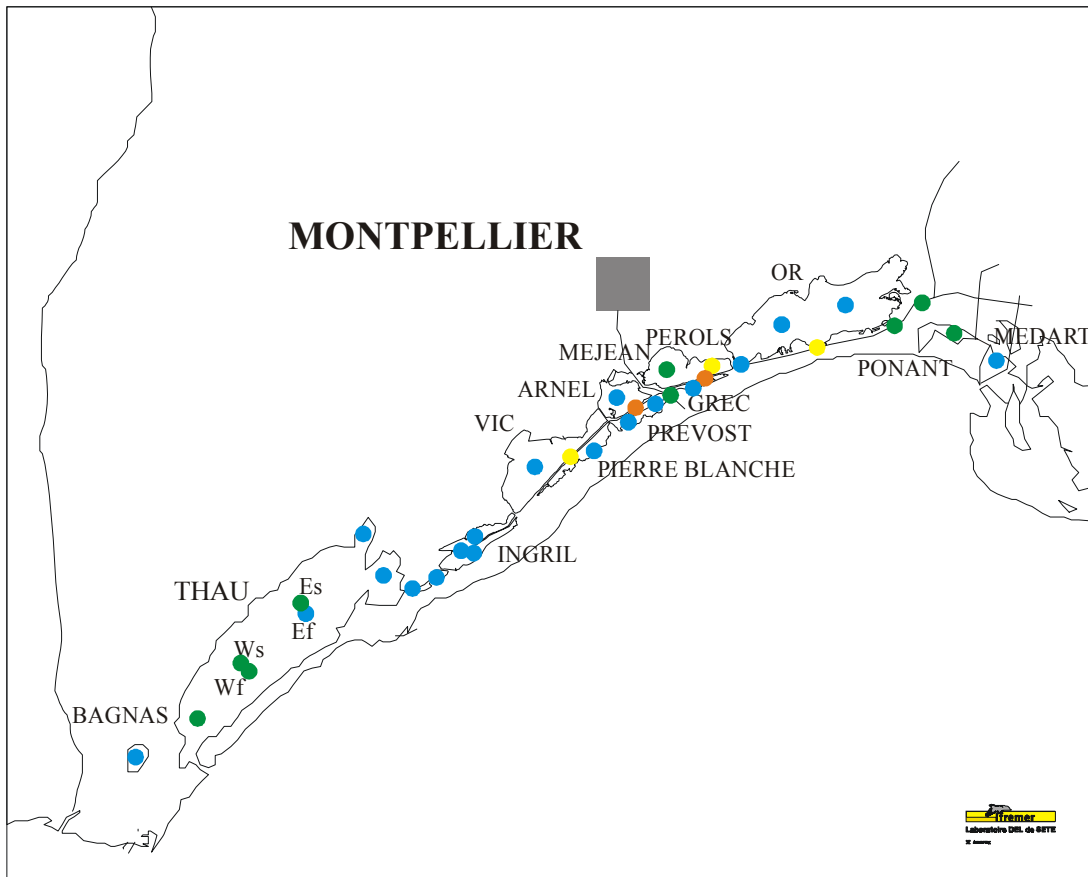 MONTPELLIER
OR
PEROLS
MEDART
MEJEAN
PONANT
ARNEL
GREC
VIC
PREVOST
PIERRE BLANCHE
INGRIL
THAU
Es
Ef
Ws
Wf
BAGNAS
Ifremer
Laboratoire DEL de SETE